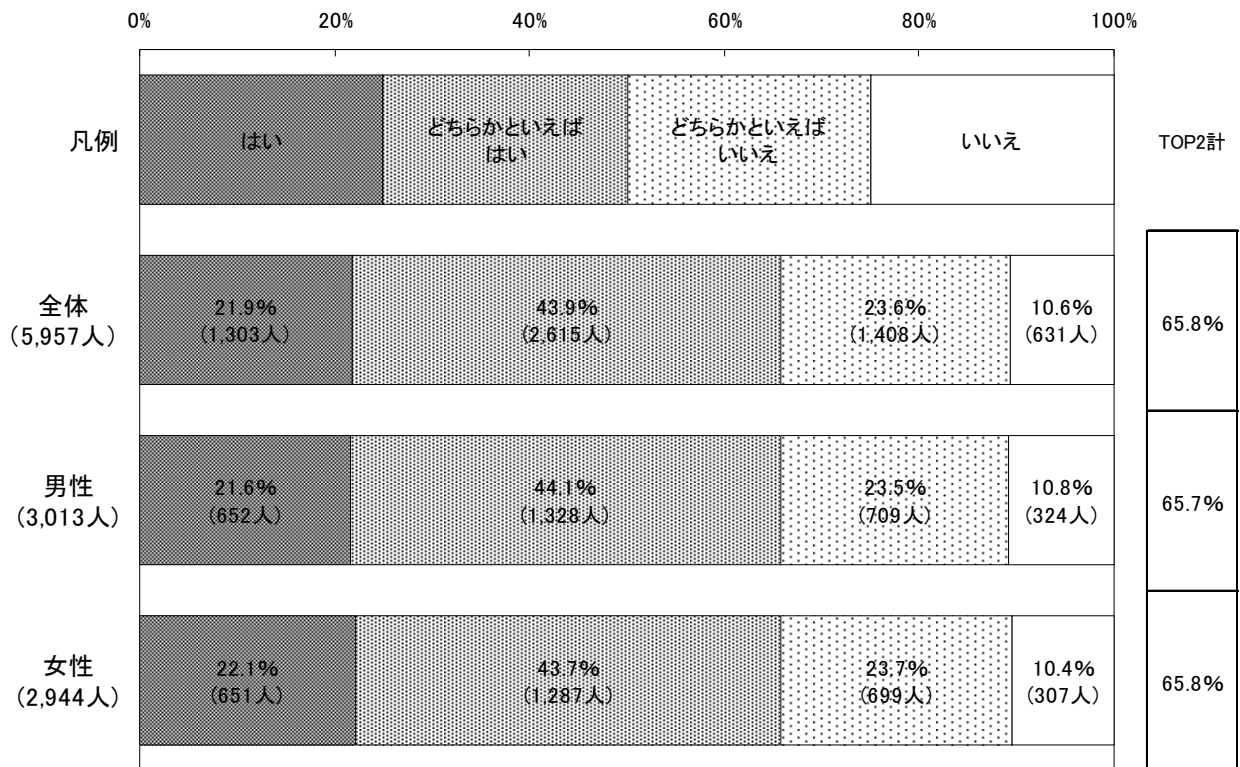 0% 20% 40% 60% 80% 100%
凡例
はい
どちらかといえば
はい
どちらかといえば
いいえ
いいえ
TOP2計
全体
（5,957人）
21.9%
（1,303人）
43.9%
（2,615人）
23.6%
（1,408人）
10.6%
（631人）
65.8%
男性
（3,013人）
21.6%
（652人）
44.1%
（1,328人）
23.5%
（709人）
10.8%
（324人）
65.7%
女性
（2,944人）
22.1%
（651人）
43.7%
（1,287人）
23.7%
（699人）
10.4%
（307人）
65.8%